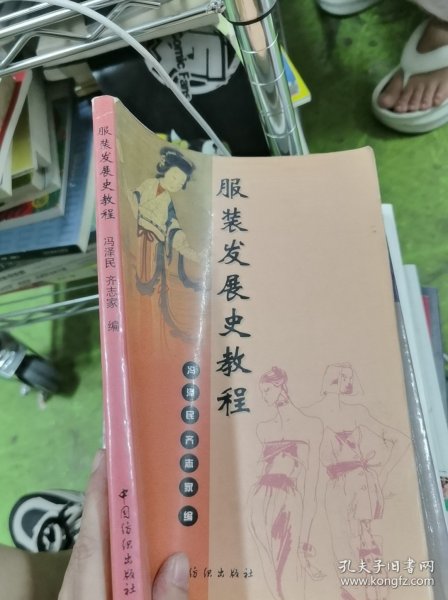 服装发展史教程
冯泽民 齐志家 编
中国纺织出版社
服装发展史教程
冯泽民齐志家 编
纺织出版社
Comic Fans
孔夫子旧书网
www.kongfz.com